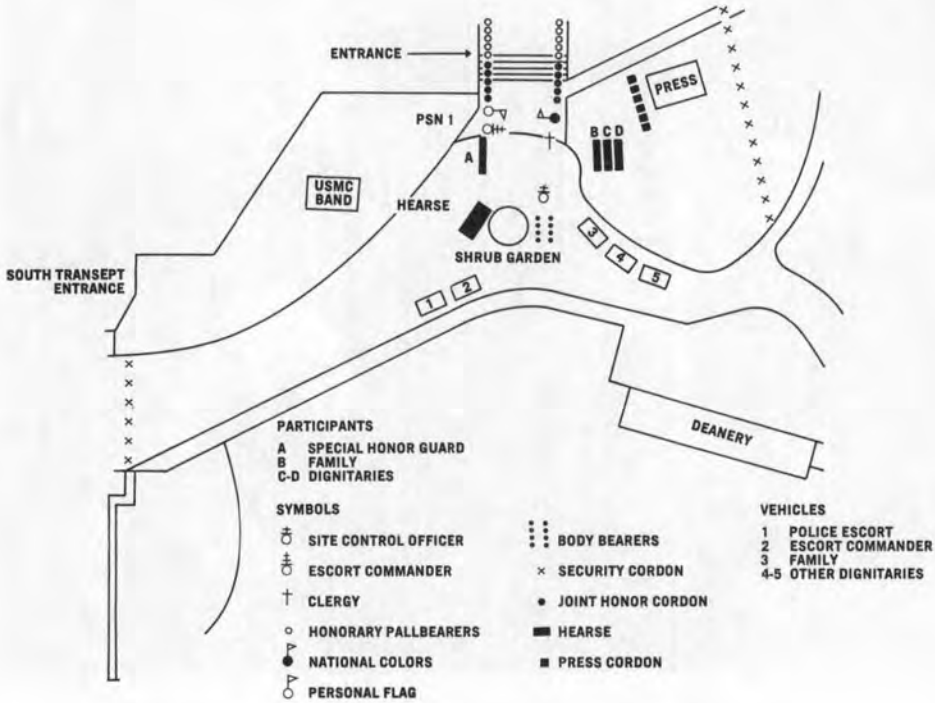 ENTRANCE
PSN 1
PRESS
B C D
A
USMC
BAND
HEARSE
SHRUB GARDEN
SOUTH TRANSEPT
ENTRANCE
1
2
3
4
5
DEANERY
PARTICIPANTS
A SPECIAL HONOR GUARD
B FAMILY
C-D DIGNITARIES
SYMBOLS
SITE CONTROL OFFICER
ESCORT COMMANDER
CLERGY
HONORARY PALLBEARERS
NATIONAL COLORS
PERSONAL FLAG
BODY BEARERS
SECURITY CORDON
JOINT HONOR CORDON
HEARSE
PRESS CORDON
VEHICLES
1 POLICE ESCORT
2 ESCORT COMMANDER
3 FAMILY
4-5 OTHER DIGNITARIES